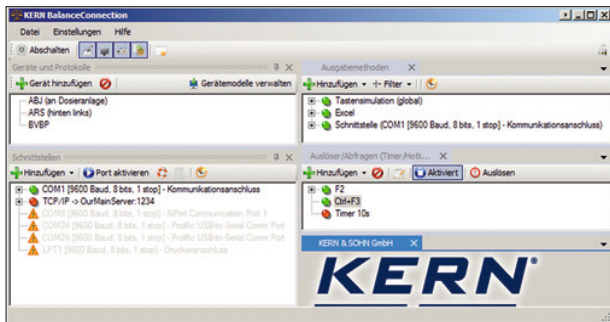 KERN BalanceConnection
Datei Einstellungen Hilfe
Abschalten
Geräte und Protokolle
Gerät hinzufügen Gerätemodelle verwalten
ABJ (an Dosieranlage)
ARS (hinten links)
BVBP
Ausgabemethoden
Hinzufügen Filter
Tastensimulation (global)
Excel
Schnittstelle (COM1 [9600 Baud, 8 bits, 1 stop] - Kommunikationsanschluss)
Schnittstellen
Hinzufügen Port aktivieren
COM1 [9600 Baud, 8 bits, 1 stop] - Kommunikationsanschluss
TCP/IP -> OurMainServer:1234
COM8 [9600 Baud, 8 bits, 1 stop] - NPort Communication Port 1
COM24 [9600 Baud, 8 bits, 1 stop] - Prolific USB-to-Serial Comm Port
COM26 [9600 Baud, 8 bits, 1 stop] - Prolific USB-to-Serial Comm Port
LPT1 [9600 Baud, 8 bits, 1 stop] - Druckeranschluss
Auslöser/Abfragen (Timer/Hotk...
Hinzufügen Aktiviert Auslösen
F2
Ctrl+F3
Timer 10s
KERN & SOHN GmbH
KERN